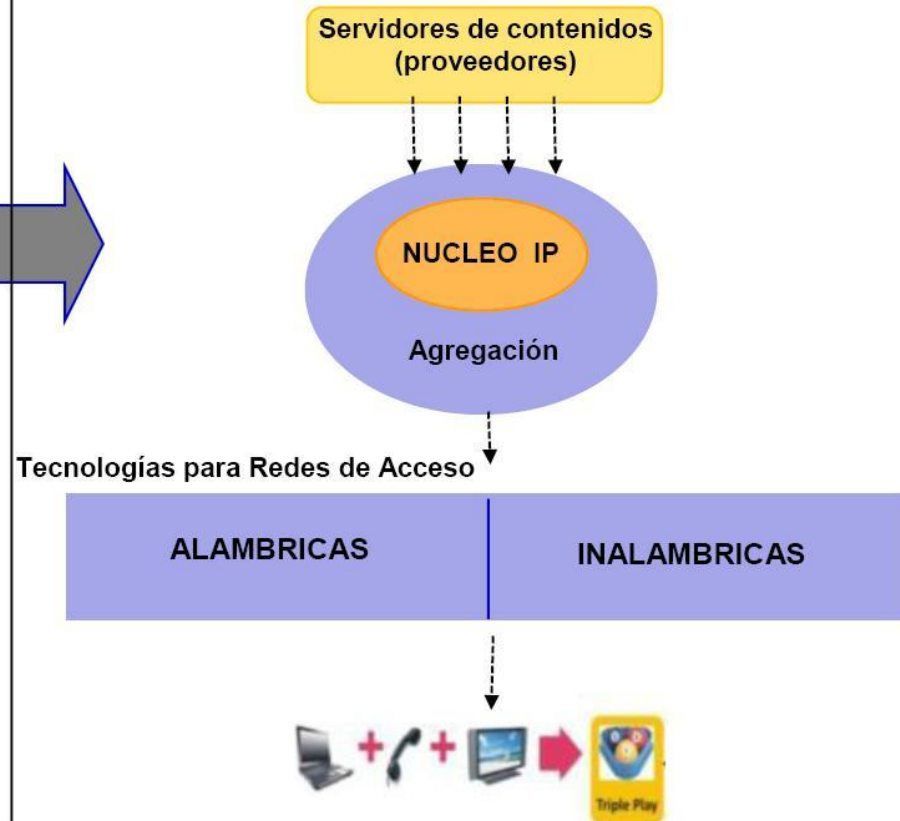 Servidores de contenidos
(proveedores)
NUCLEO IP
Agregación
Tecnologías para Redes de Acceso
ALAMBRICAS
INALAMBRICAS
Triple Play